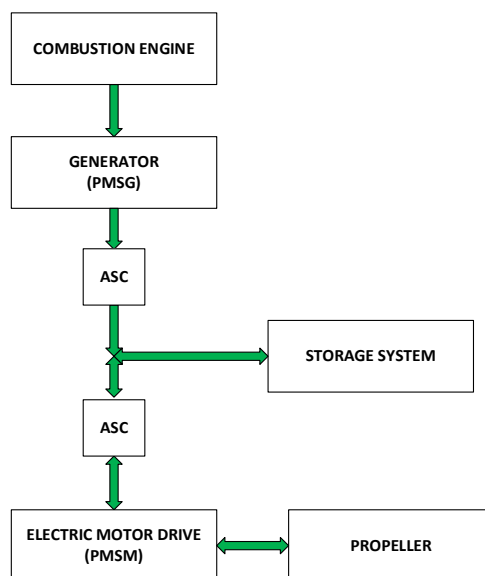 COMBUSTION ENGINE
GENERATOR
(PMSG)
ASC
STORAGE SYSTEM
ASC
ELECTRIC MOTOR DRIVE
(PMSM)
PROPELLER